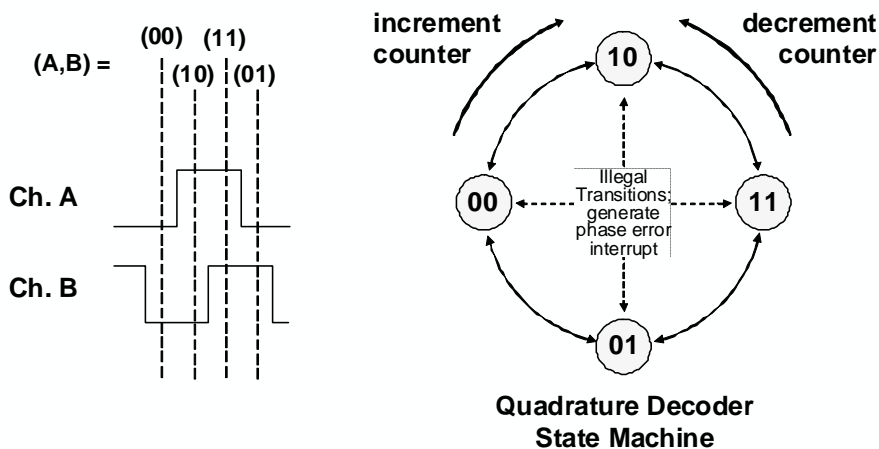 (A,B) =
(00)
(11)
(10)
(01)
Ch. A
Ch. B
increment
counter
decrement
counter
10
00
11
01
Illegal
Transitions;
generate
phase error
interrupt
Quadrature Decoder
State Machine